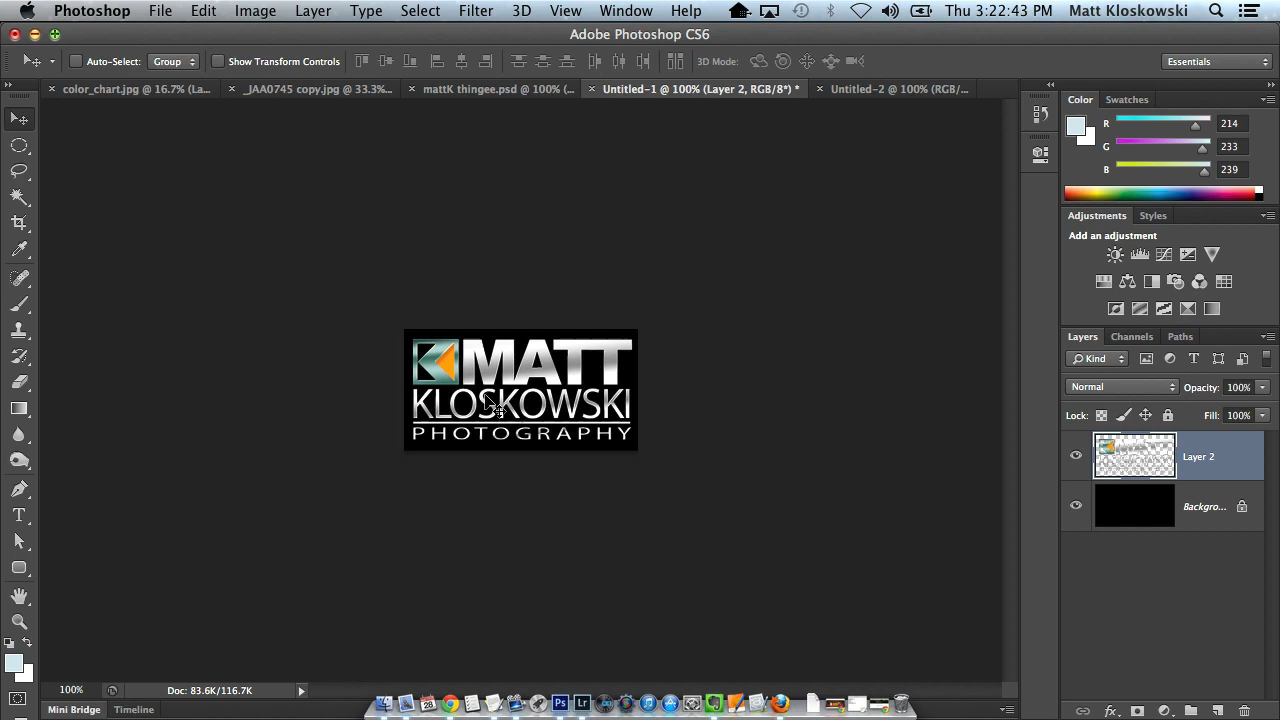 Photoshop File Edit Image Layer Type Select Filter 3D View Window Help Thu 3:22:43 PM Matt Kloskowski
Adobe Photoshop CS6
Auto-Select: Group Show Transform Controls 3D Mode: Essentials
color_chart.jpg @ 16.7% (La... _JAA0745 copy.jpg @ 33.3%... mattK thingee.psd @ 100% (... Untitled-1 @ 100% (Layer 2, RGB/8*) * Untitled-2 @ 100% (RGB/...
Color Swatches
R 214
G 233
B 239
Adjustments Styles
Add an adjustment
Layers Channels Paths
Kind
Normal Opacity: 100%
Lock: Fill: 100%
Layer 2
Backgro...
MATT
KLOSKOWSKI
PHOTOGRAPHY
100% Doc: 83.6K/116.7K
Mini Bridge Timeline